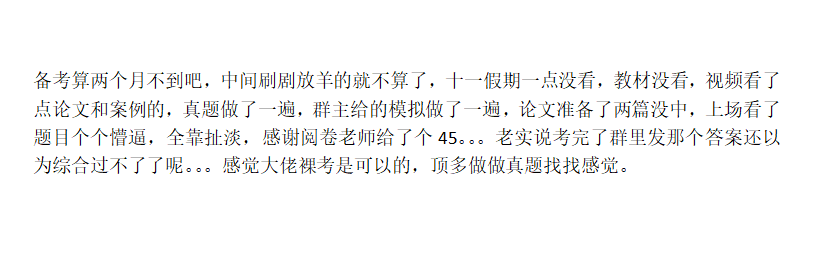 备考算两个月不到吧，中间刷剧放羊的就不算了，十一假期一点没看，教材没看，视频看了
点论文和案例的，真题做了一遍，群主给的模拟做了一遍，论文准备了两篇没中，上场看了
题目个个懵逼，全靠扯淡，感谢阅卷老师给了个 45。。。老实说考完了群里发那个答案还以
为综合过不了了呢。。。感觉大佬裸考是可以的，顶多做做真题找找感觉。